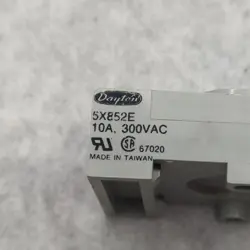 Dayton
5X852E
10A, 300VAC
67020
MADE IN TAIWAN